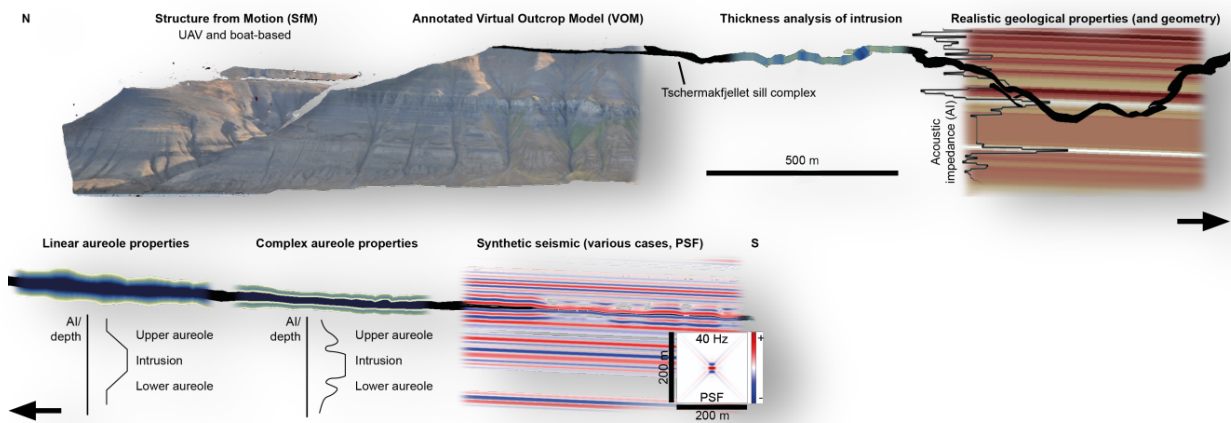 N
Structure from Motion (SfM)
UAV and boat-based
Annotated Virtual Outcrop Model (VOM)
Thickness analysis of intrusion
Realistic geological properties (and geometry)
Tschermakfjellet sill complex
500 m
Acoustic
impedance (AI)
Linear aureole properties
Complex aureole properties
Synthetic seismic (various cases, PSF)
S
AI/
depth
Upper aureole
Intrusion
Lower aureole
AI/
depth
Upper aureole
Intrusion
Lower aureole
200 m
40 Hz
PSF
200 m
+
-